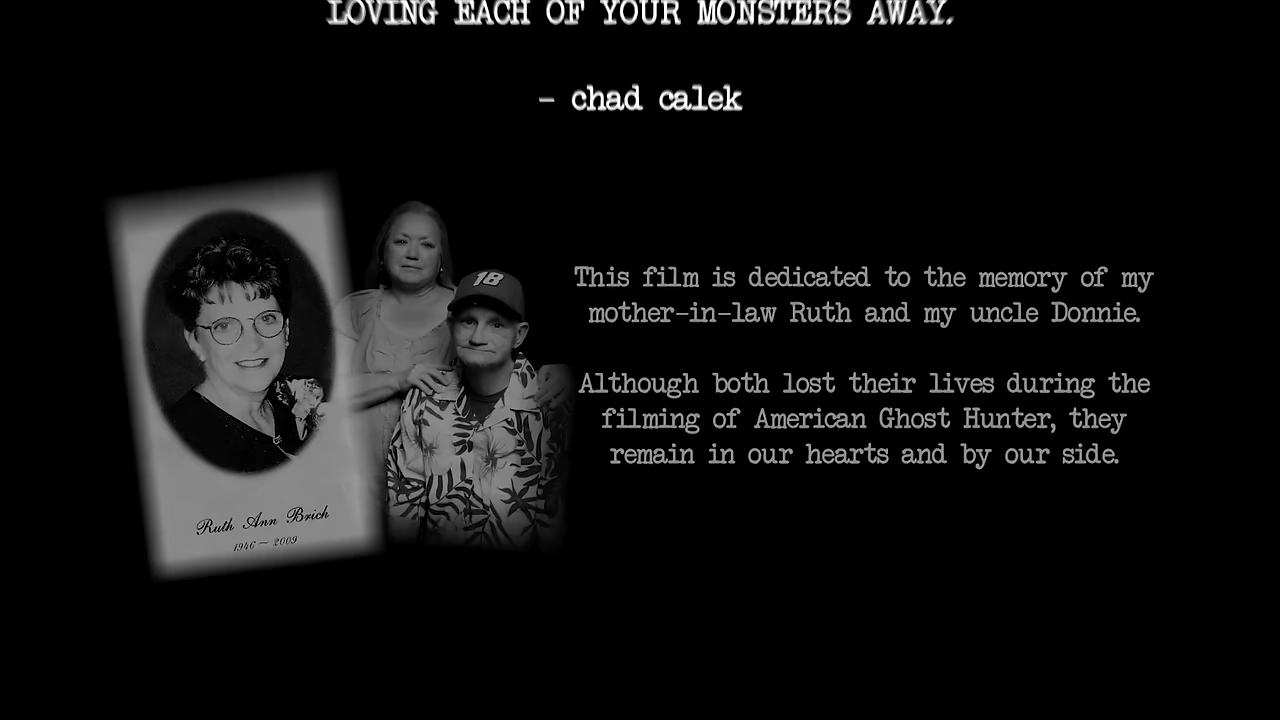 LOVING EACH OF YOUR MONSTERS AWAY.
- chad calek
18
This film is dedicated to the memory of my
mother-in-law Ruth and my uncle Donnie.
Although both lost their lives during the
filming of American Ghost Hunter, they
remain in our hearts and by our side.
Ruth Ann Brich
1946 ~ 2009